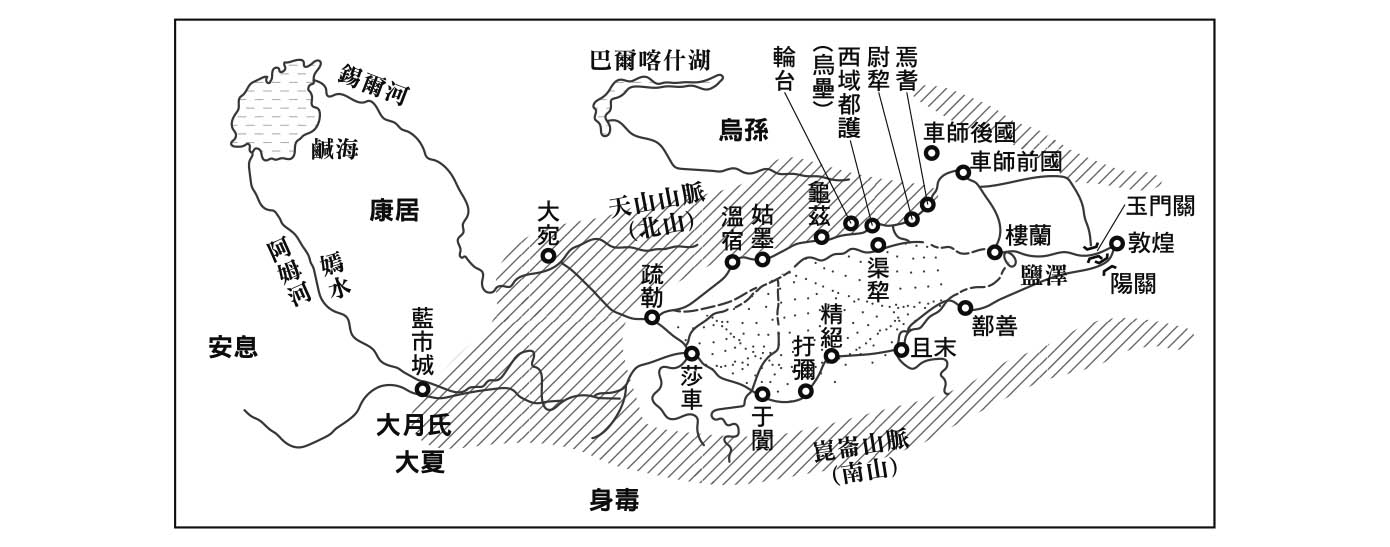 巴爾喀什湖
錫爾河
鹹海
烏孫
康居
輪台
西域都護
(烏壘)
尉犂
焉耆
車師後國
車師前國
玉門關
敦煌
陽關
樓蘭
鹽澤
鄯善
天山山脈
(北山)
大宛
溫宿
姑墨
龜茲
渠犂
疏勒
阿姆河
媯水
藍市城
安息
大月氏
大夏
莎車
于闐
扜彌
精絕
且末
崑崙山脈
(南山)
身毒